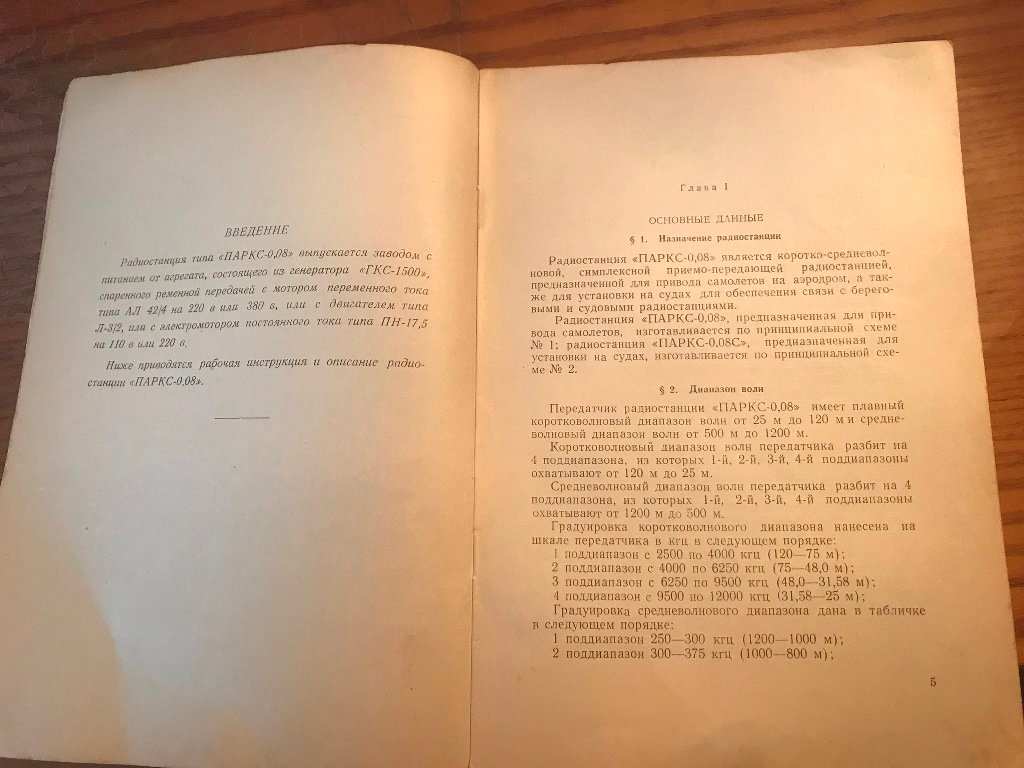 ВВЕДЕНИЕ
Радиостанция типа «ПАРКС-0,08» выпускается заводом с
питанием от агрегата, состоящего из генератора «ГКС-1500»,
спаренного ременной передачей с мотором переменного тока
типа АЛ 42/4 на 220 в или 380 в, или с двигателем типа
Л-3/2, или с электромотором постоянного тока типа ПН-17,5
на 110 в или 220 в.
Ниже приводятся рабочая инструкция и описание радио-
станции «ПАРКС-0,08».
Глава I
ОСНОВНЫЕ ДАННЫЕ
§ 1. Назначение радиостанции
Радиостанция «ПАРКС-0,08» является коротко-средневол-
новой, симплексной приемо-передающей радиостанцией,
предназначенной для привода самолетов на аэродром, а так-
же для установки на судах для обеспечения связи с берего-
выми и судовыми радиостанциями.
Радиостанция «ПАРКС-0,08», предназначенная для при-
вода самолетов, изготавливается по принципиальной схеме
№ 1; радиостанция «ПАРКС-0,08С», предназначенная для
установки на судах, изготавливается по принципиальной схе-
ме № 2.
§ 2. Диапазон волн
Передатчик радиостанции «ПАРКС-0,08» имеет плавный
коротковолновый диапазон волн от 25 м до 120 м и средне-
волновый диапазон волн от 500 м до 1200 м.
Коротковолновый диапазон волн передатчика разбит на
4 поддиапазона, из которых 1-й, 2-й, 3-й, 4-й поддиапазоны
охватывают от 120 м до 25 м.
Средневолновый диапазон волн передатчика разбит на 4
поддиапазона, из которых 1-й, 2-й, 3-й, 4-й поддиапазоны
охватывают от 1200 м до 500 м.
Градуировка коротковолнового диапазона нанесена на
шкале передатчика в кгц в следующем порядке:
1 поддиапазон с 2500 по 4000 кгц (120—75 м);
2 поддиапазон с 4000 по 6250 кгц (75—48,0 м);
3 поддиапазон с 6250 по 9500 кгц (48,0—31,58 м);
4 поддиапазон с 9500 по 12000 кгц (31,58—25 м);
Градуировка средневолнового диапазона дана в табличке
в следующем порядке:
1 поддиапазон 250—300 кгц (1200—1000 м);
2 поддиапазон 300—375 кгц (1000—800 м);
5